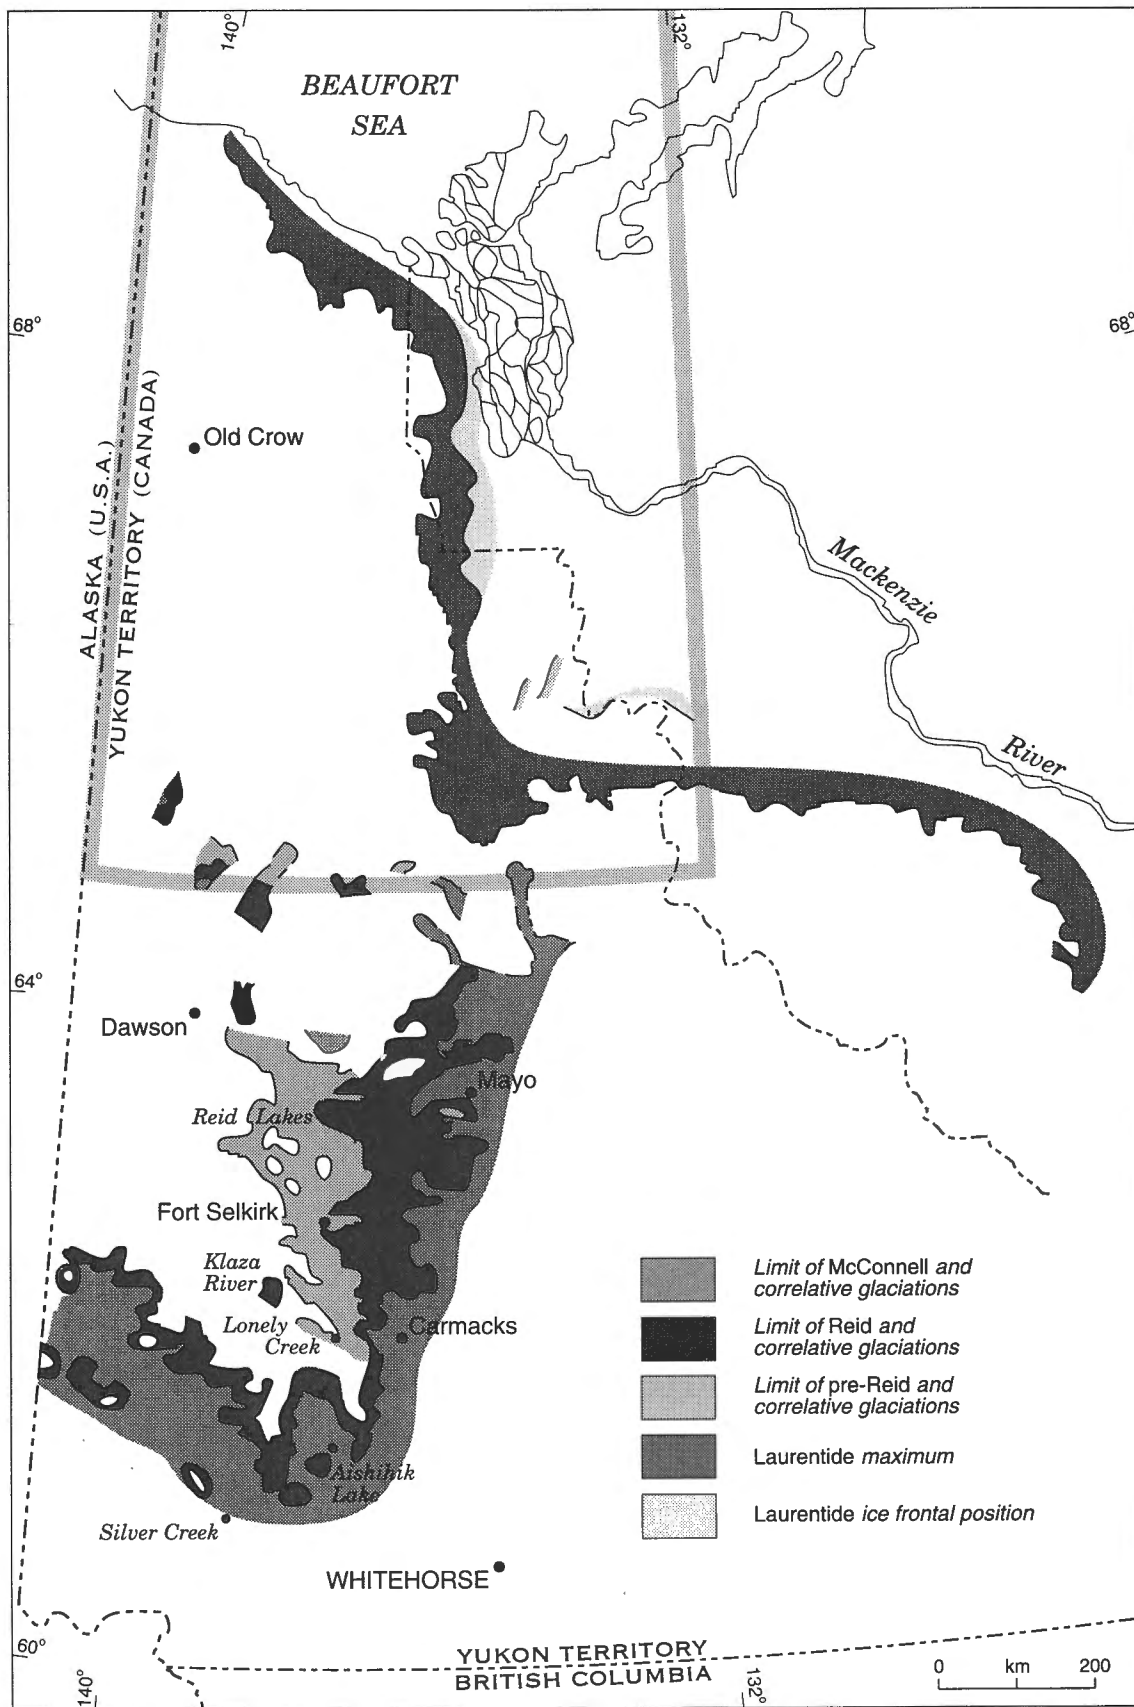 140°
132°
BEAUFORT
SEA
68°
68°
Old Crow
ALASKA (U.S.A.)
YUKON TERRITORY (CANADA)
Mackenzie
River
64°
Dawson
Mayo
Reid Lakes
Fort Selkirk
Klaza
River
Lonely
Creek
Carmacks
Aishihik
Lake
Silver Creek
WHITEHORSE
Limit of McConnell and
correlative glaciations
Limit of Reid and
correlative glaciations
Limit of pre-Reid and
correlative glaciations
Laurentide maximum
Laurentide ice frontal position
60°
YUKON TERRITORY
BRITISH COLUMBIA
0 km 200
140°
132°